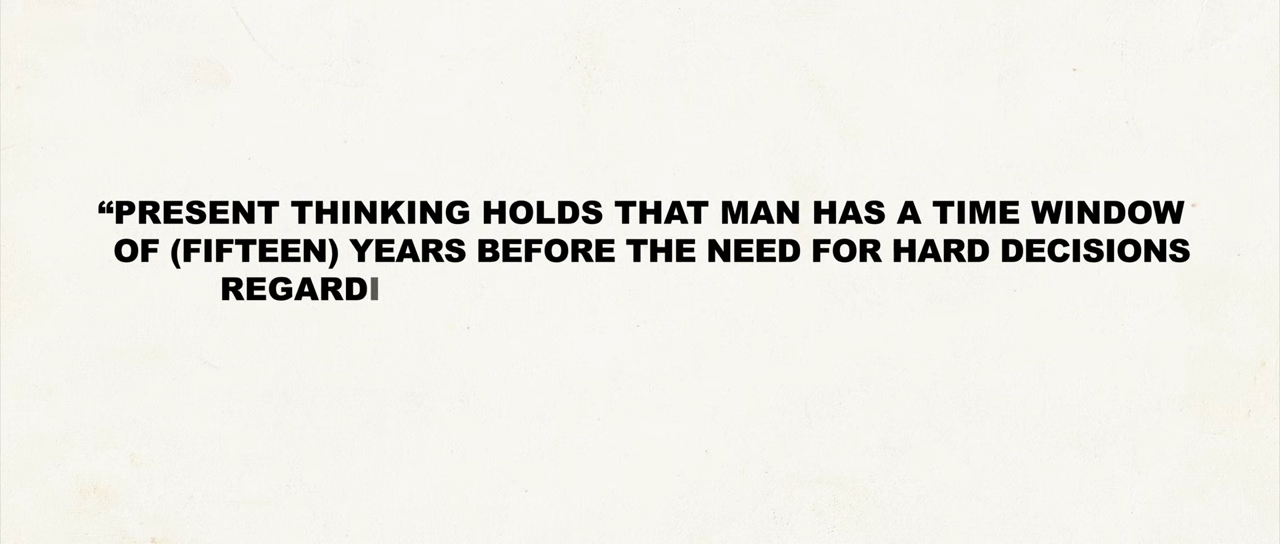 “PRESENT THINKING HOLDS THAT MAN HAS A TIME WINDOW
OF (FIFTEEN) YEARS BEFORE THE NEED FOR HARD DECISIONS
REGARDI